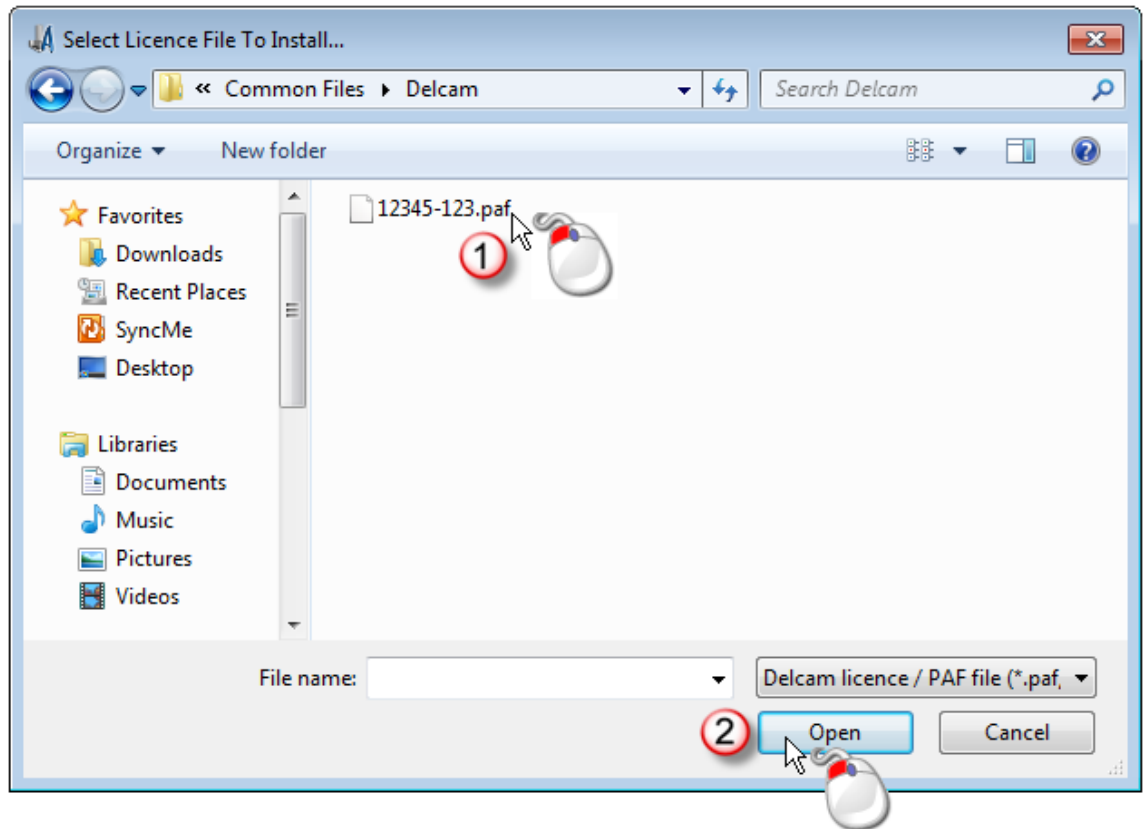 Select Licence File To Install...
« Common Files ▸ Delcam
Search Delcam
Organize
New folder
Favorites
Downloads
Recent Places
SyncMe
Desktop
Libraries
Documents
Music
Pictures
Videos
12345-123.paf
1
File name:
Delcam licence / PAF file (*.paf,
2
Open
Cancel